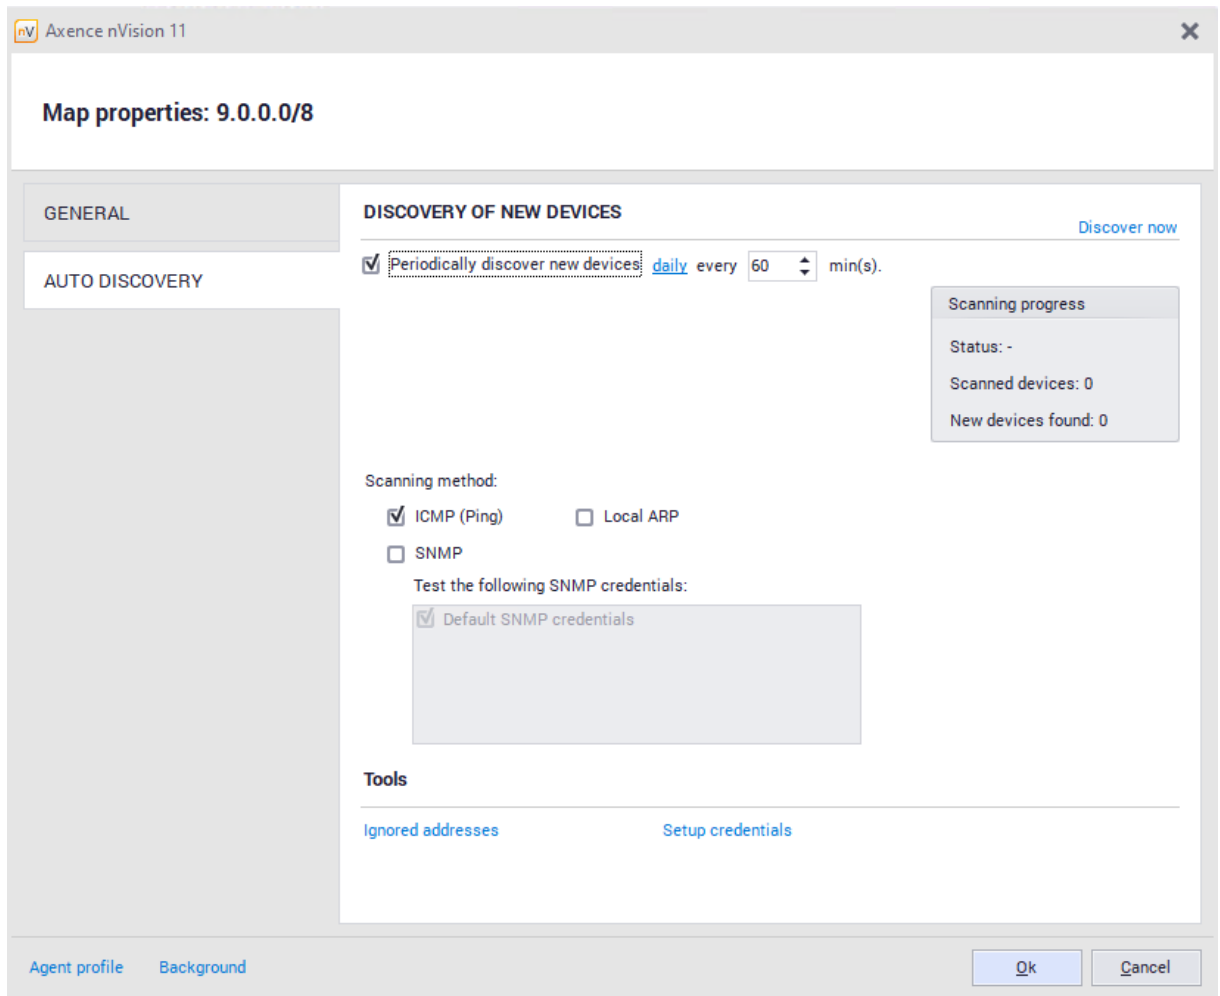 nV Axence nVision 11
Map properties: 9.0.0.0/8
GENERAL
AUTO DISCOVERY
DISCOVERY OF NEW DEVICES
Discover now
Periodically discover new devices daily every 60 min(s).
Scanning progress
Status: -
Scanned devices: 0
New devices found: 0
Scanning method:
ICMP (Ping) Local ARP
SNMP
Test the following SNMP credentials:
Default SNMP credentials
Tools
Ignored addresses Setup credentials
Agent profile Background Ok Cancel